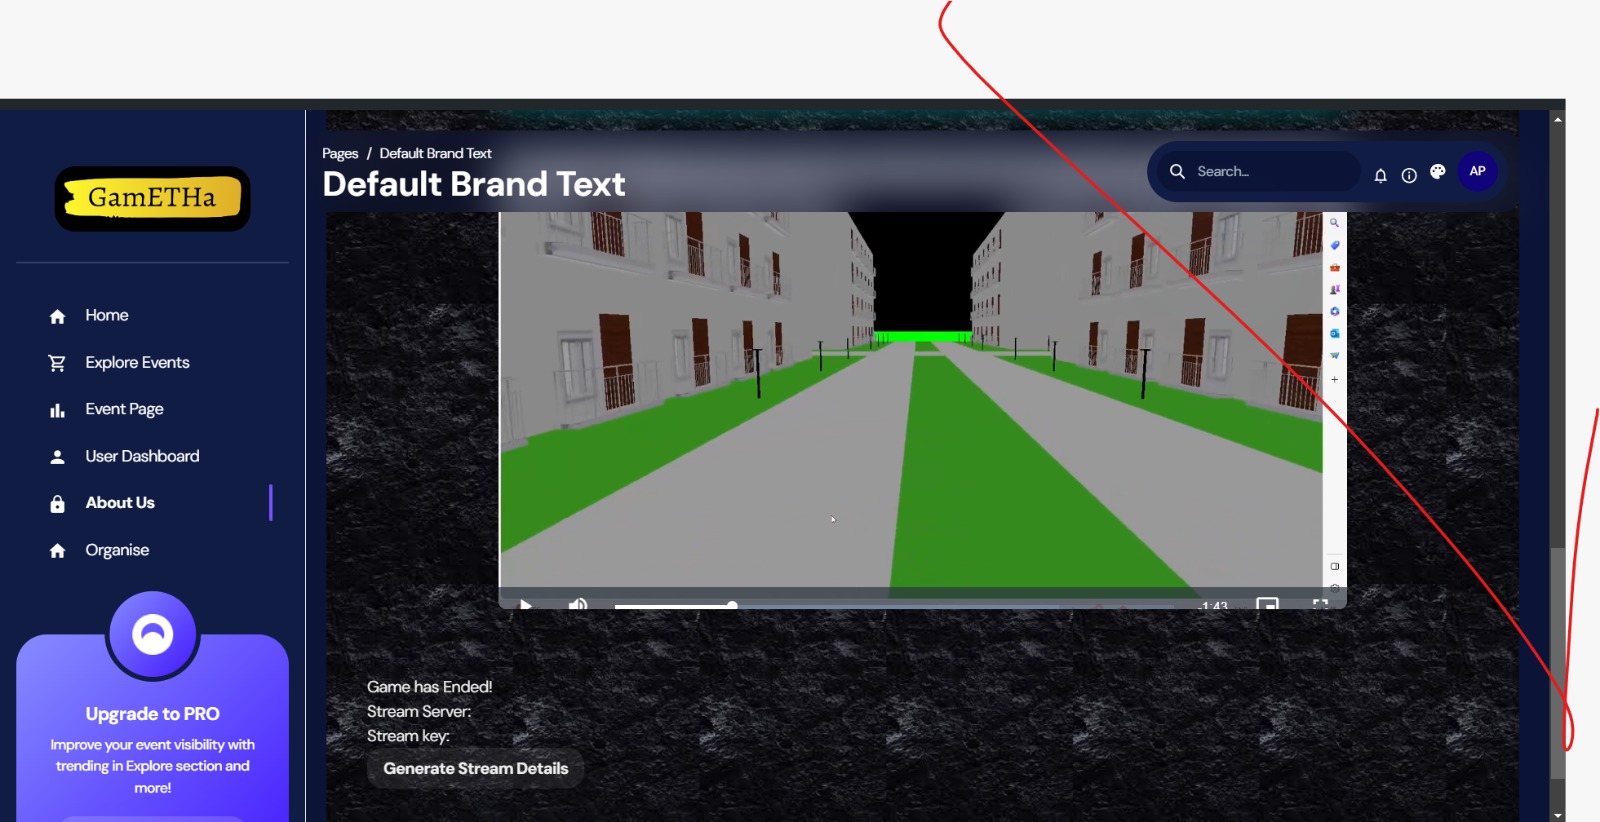 GamETHa
Home
Explore Events
Event Page
User Dashboard
About Us
Organise
Upgrade to PRO
Improve your event visibility with
trending in Explore section and
more!
Pages / Default Brand Text
Default Brand Text
Search...
AP
-1:43
Game has Ended!
Stream Server:
Stream key:
Generate Stream Details